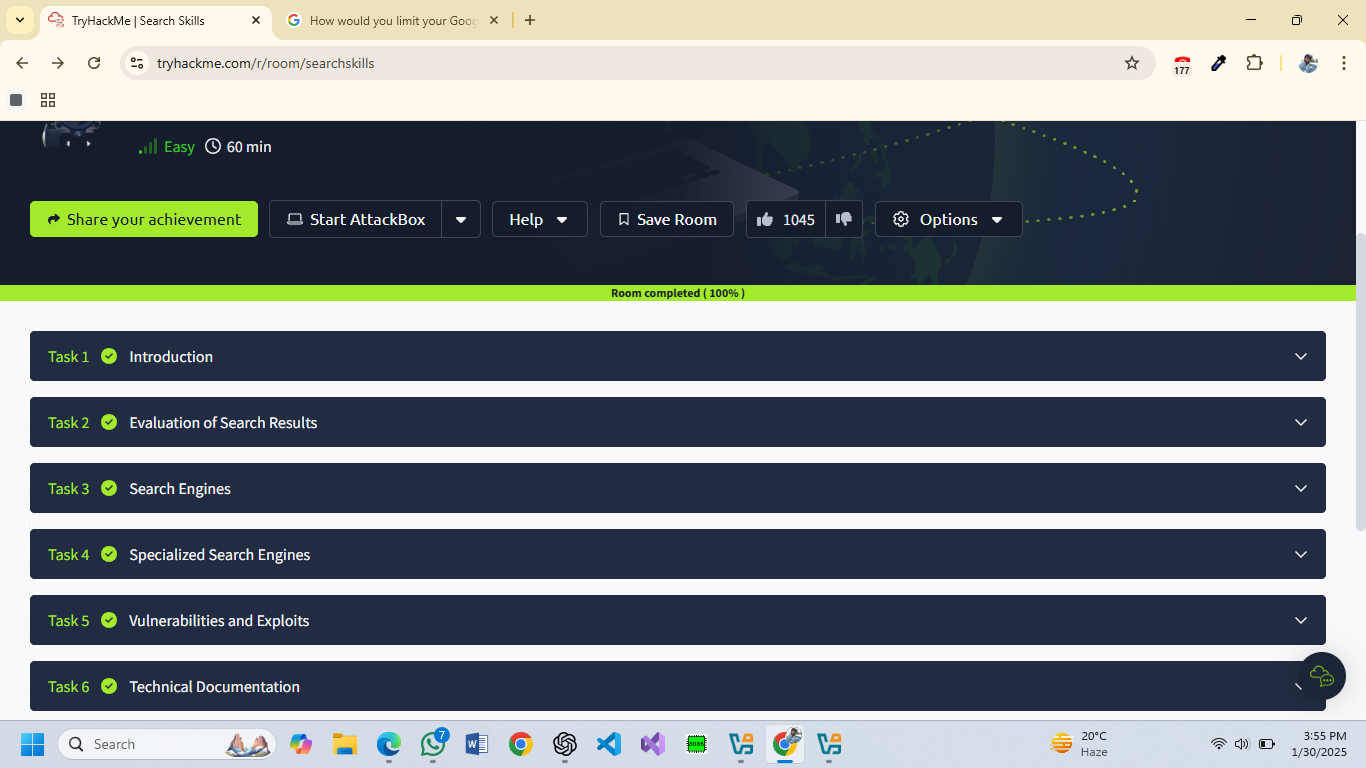 TryHackMe | Search Skills
How would you limit your Goog
tryhackme.com/r/room/searchskills
177
Easy 60 min
Share your achievement Start AttackBox Help Save Room 1045 Options
Room completed ( 100% )
Task 1 Introduction
Task 2 Evaluation of Search Results
Task 3 Search Engines
Task 4 Specialized Search Engines
Task 5 Vulnerabilities and Exploits
Task 6 Technical Documentation
Search
7
20°C
Haze
3:55 PM
1/30/2025